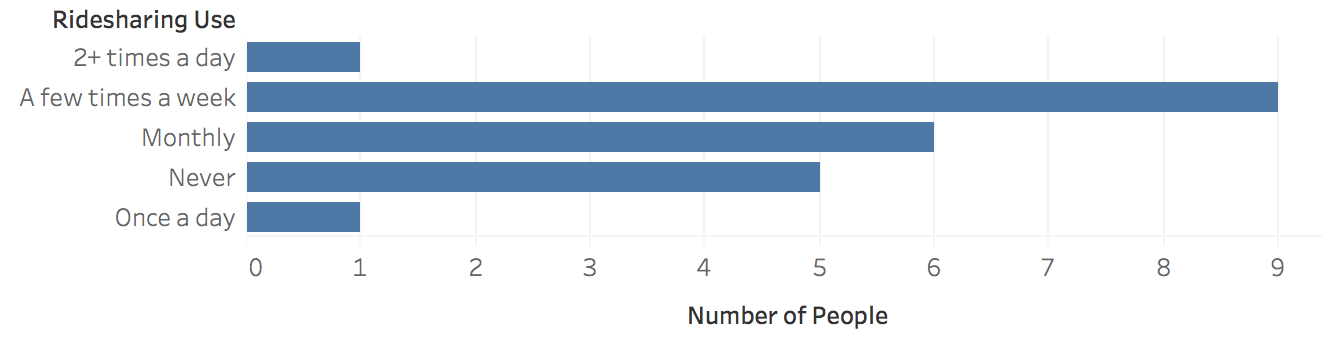 Ridesharing Use
2+ times a day
A few times a week
Monthly
Never
Once a day
0 1 2 3 4 5 6 7 8 9
Number of People